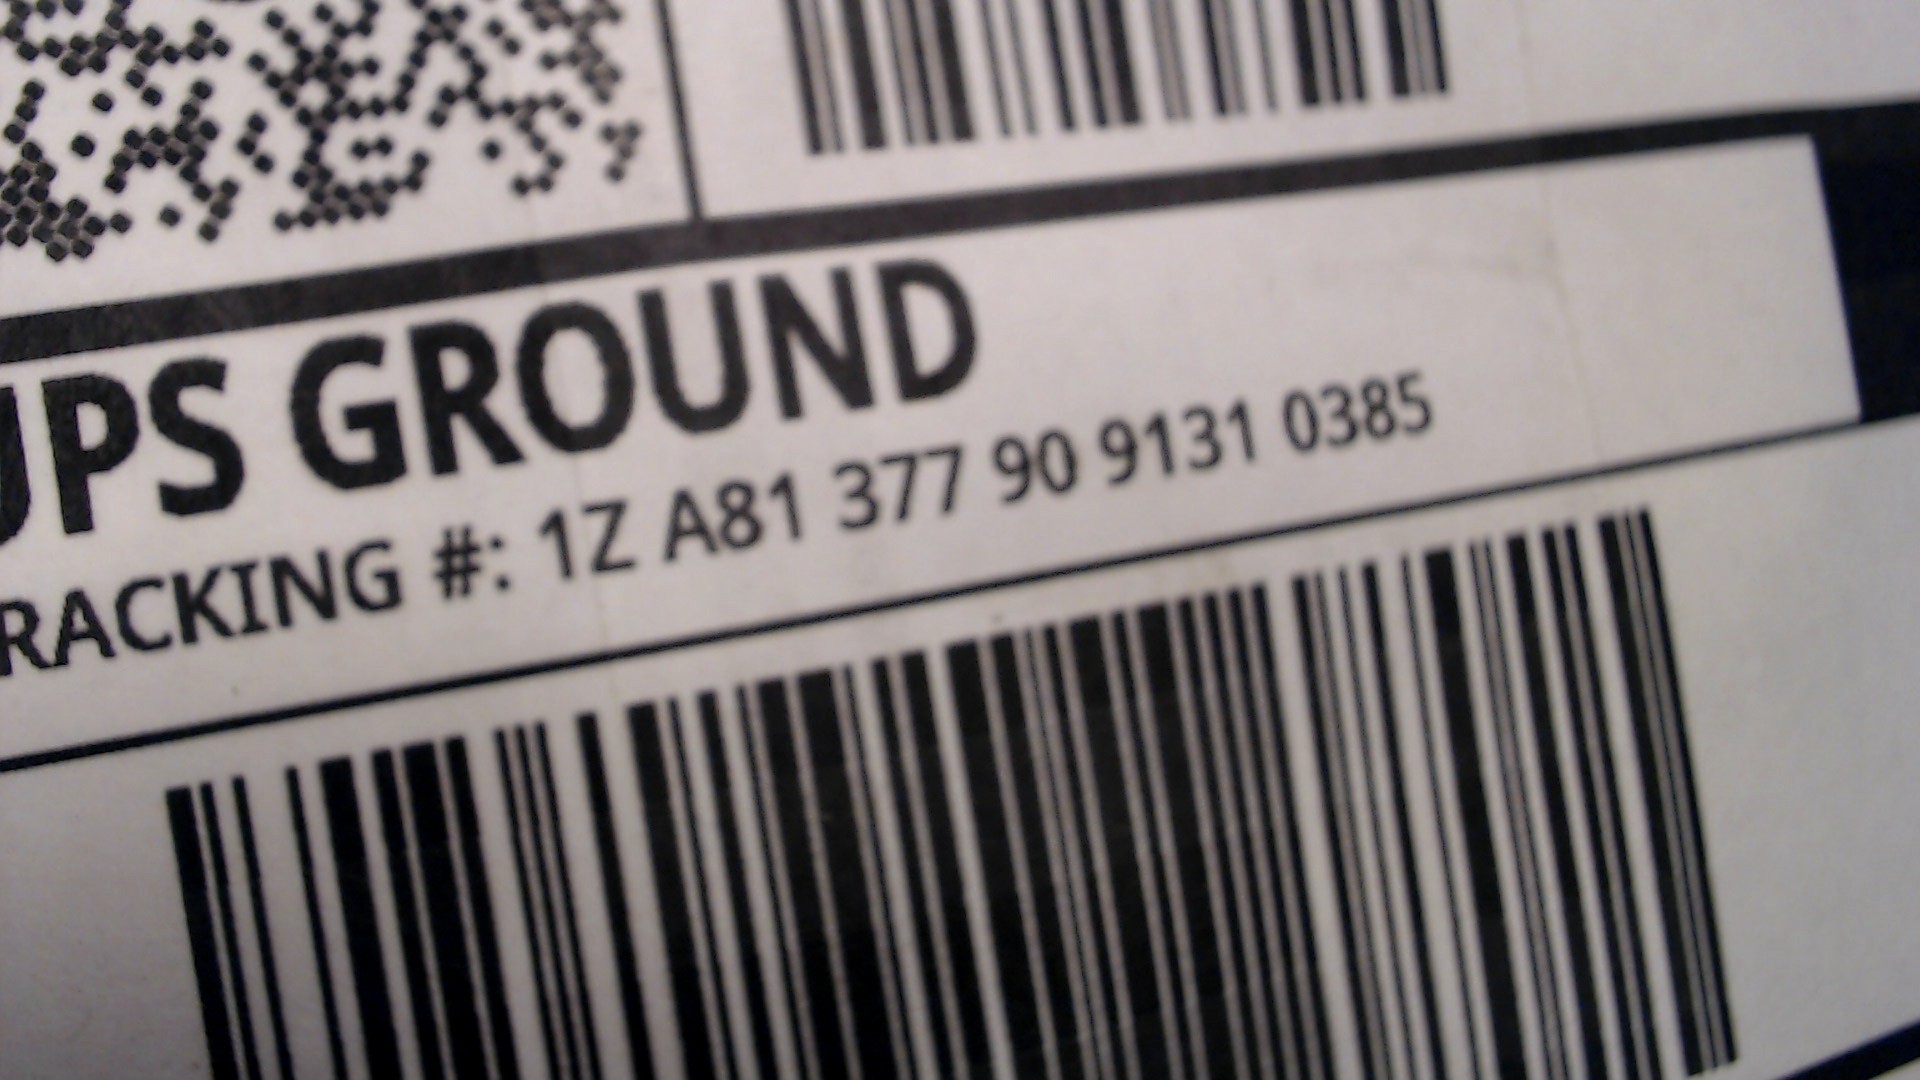 UPS GROUND
RACKING #: 1Z A81 377 90 9131 0385